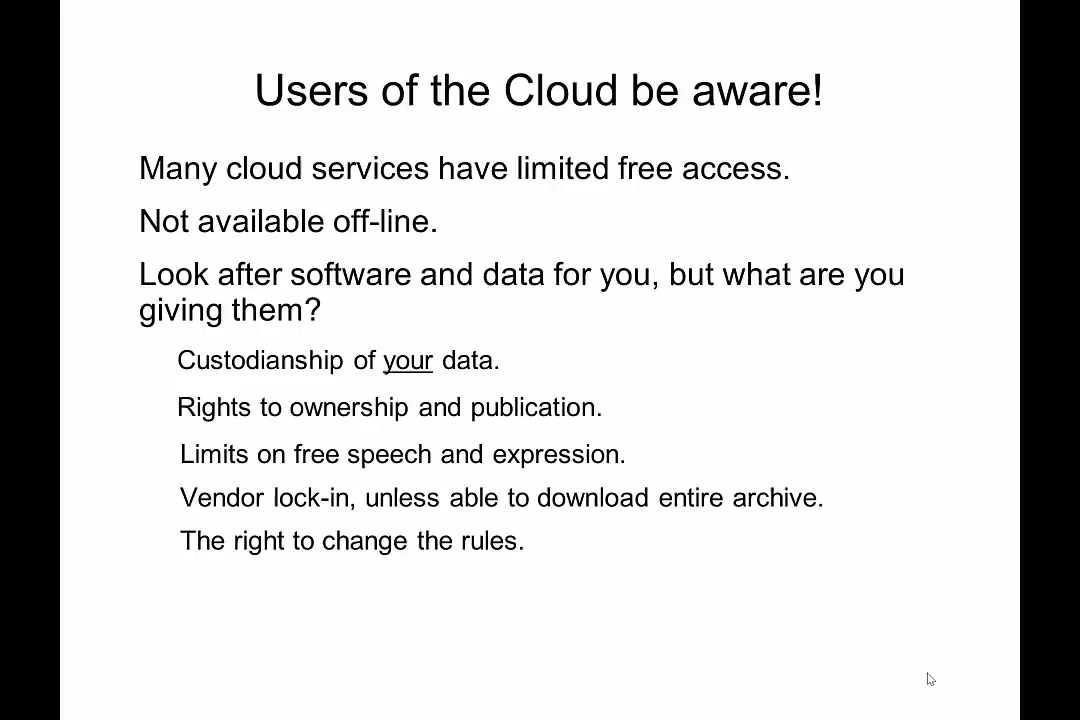 Users of the Cloud be aware!
Many cloud services have limited free access.
Not available off-line.
Look after software and data for you, but what are you
giving them?
Custodianship of your data.
Rights to ownership and publication.
Limits on free speech and expression.
Vendor lock-in, unless able to download entire archive.
The right to change the rules.